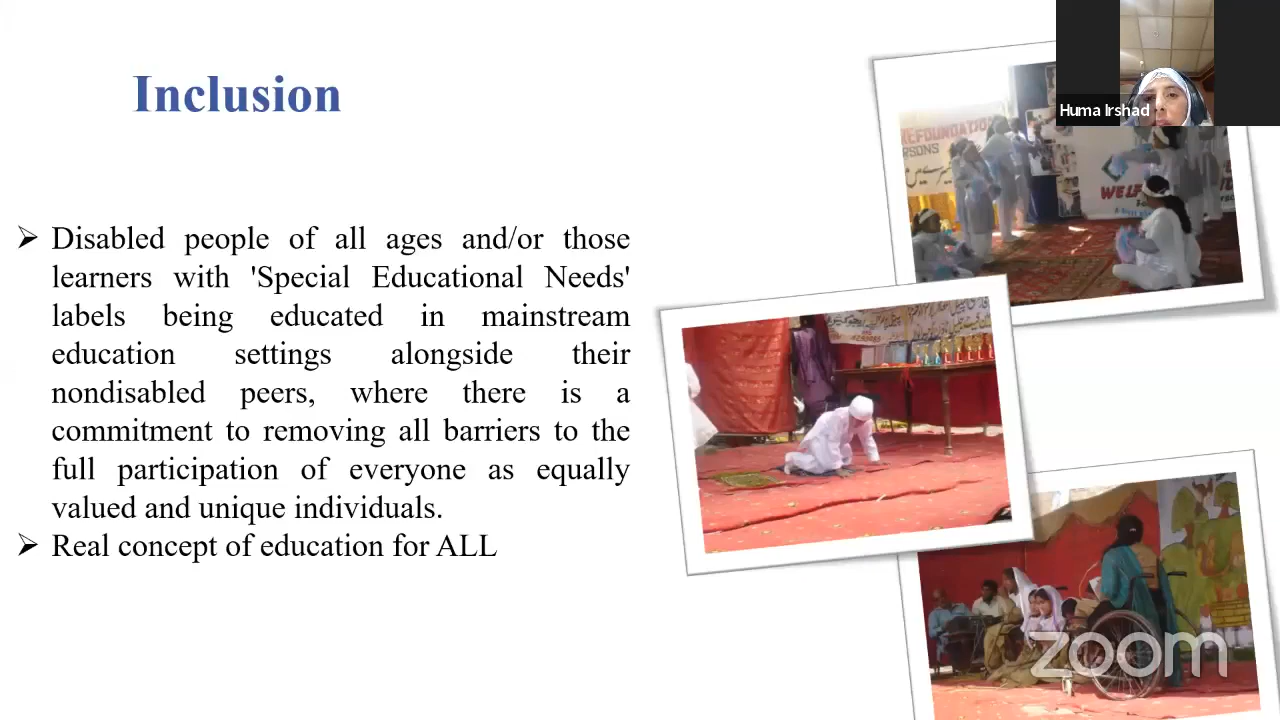 Inclusion
Huma Irshad
➢ Disabled people of all ages and/or those
learners with 'Special Educational Needs'
labels being educated in mainstream
education settings alongside their
nondisabled peers, where there is a
commitment to removing all barriers to the
full participation of everyone as equally
valued and unique individuals.
➢ Real concept of education for ALL
zoom